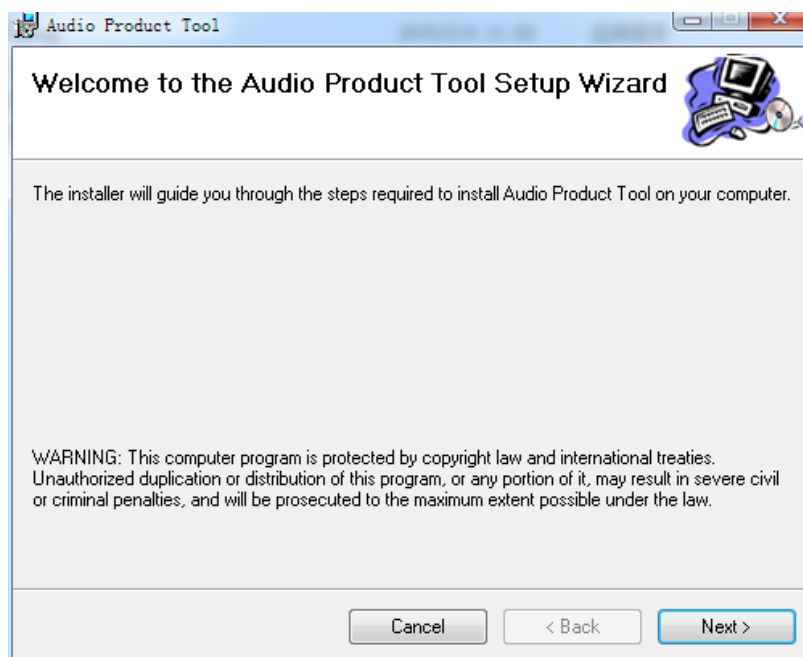 Audio Product Tool
Welcome to the Audio Product Tool Setup Wizard
The installer will guide you through the steps required to install Audio Product Tool on your computer.
WARNING: This computer program is protected by copyright law and international treaties.
Unauthorized duplication or distribution of this program, or any portion of it, may result in severe civil
or criminal penalties, and will be prosecuted to the maximum extent possible under the law.
Cancel
< Back
Next >